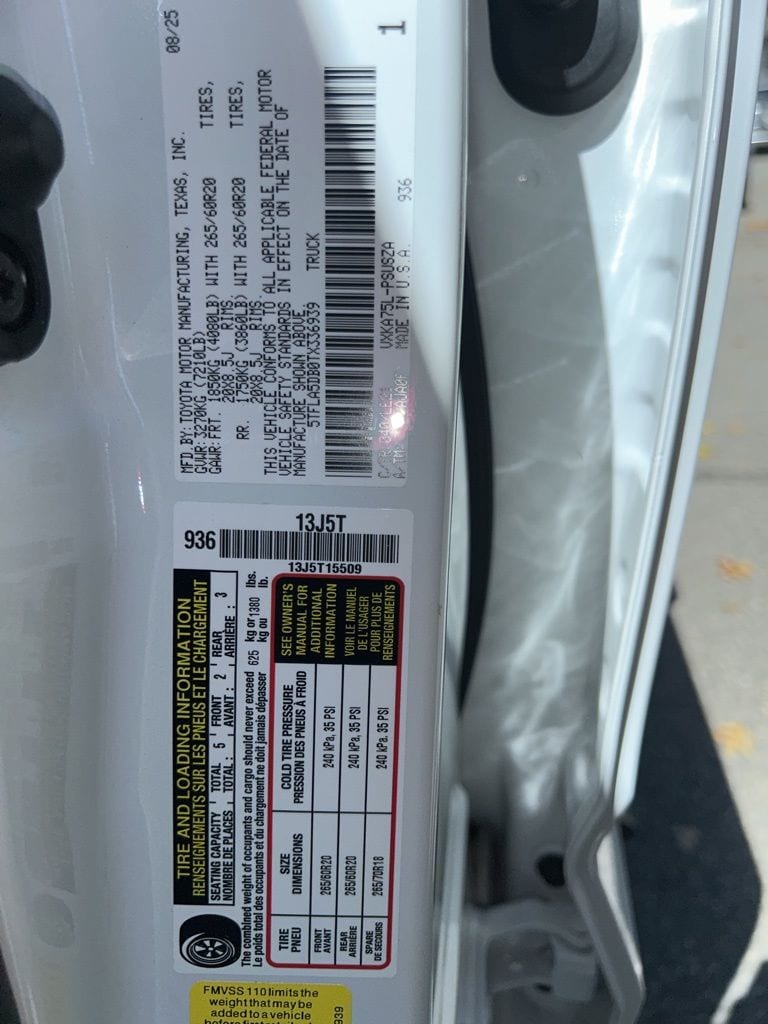 MFD.BY:TOYOTA MOTOR MANUFACTURING, TEXAS, INC. 08/25
GVWR:3270KG (7210LB)
GAWR:FRT. 1850KG (4080LB) WITH 265/60R20 TIRES,
20X8.5J RIMS
RR. 1750KG (3860LB) WITH 265/60R20 TIRES,
20X8.5J RIMS.
THIS VEHICLE CONFORMS TO ALL APPLICABLE FEDERAL MOTOR
VEHICLE SAFETY STANDARDS IN EFFECT ON THE DATE OF
MANUFACTURE SHOWN ABOVE.
5TFLA5DB0TX336939 TRUCK
1
C/TR:
VXKA75L-PSUSZA 936
A/TM:
MADE IN U.S.A.
13J5T
936
13J5T15509
TIRE AND LOADING INFORMATION
RENSEIGNEMENTS SUR LES PNEUS ET LE CHARGEMENT
SEATING CAPACITY TOTAL 5 FRONT 2 REAR 3
NOMBRE DE PLACES TOTAL : AVANT : ARRIÈRE :
The combined weight of occupants and cargo should never exceed 625 kg or 1380 lbs.
Le poids total des occupants et du chargement ne doit jamais dépasser kg ou lb.
TIRE PNEU
SIZE DIMENSIONS
COLD TIRE PRESSURE
PRESSION DES PNEUS À FROID
SEE OWNER'S
MANUAL FOR
ADDITIONAL
INFORMATION
FRONT AVANT 265/60R20 240 kPa, 35 PSI
REAR ARRIÈRE 265/60R20 240 kPa, 35 PSI
SPARE DE SECOURS 265/70R18 240 kPa, 35 PSI
VOIR LE MANUEL
DE L'USAGER
POUR PLUS DE
RENSEIGNEMENTS
FMVSS 110 limits the
weight that may be
added to a vehicle
939